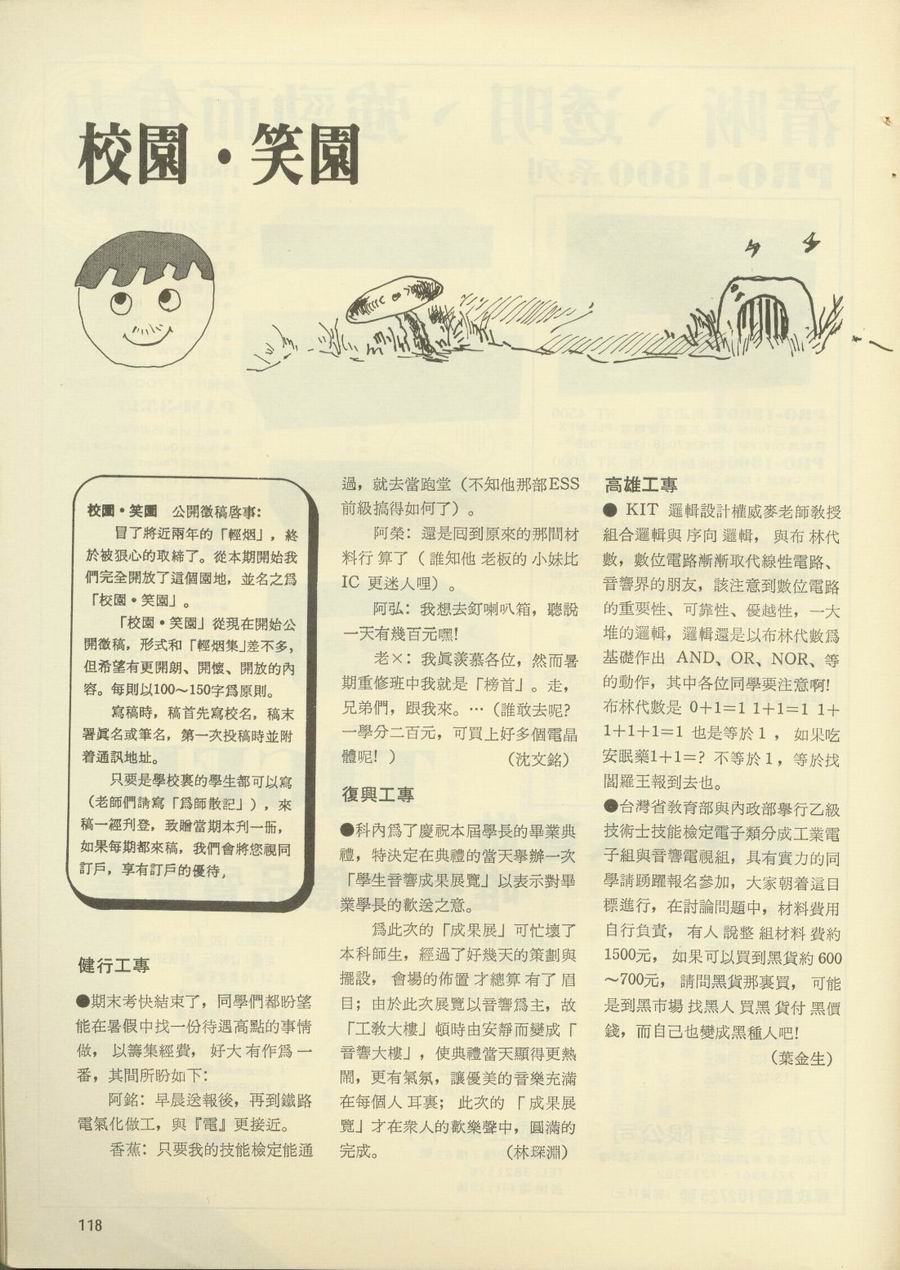 校園・笑園
校園・笑園　公開徵稿啓事：
冒了將近兩年的「輕烟」，終
於被狠心的取締了。從本期開始我
們完全開放了這個園地，並名之爲
「校園・笑園」。
「校園・笑園」從現在開始公
開徵稿，形式和「輕烟集」差不多，
但希望有更開朗、開懷、開放的內
容。每則以100～150字爲原則。
寫稿時，稿首先寫校名，稿末
署眞名或筆名，第一次投稿時並附
着通訊地址。
只要是學校裏的學生都可以寫
（老師們請寫「爲師散記」），來
稿一經刋登，致贈當期本刋一冊，
如果每期都來稿，我們會將您視同
訂戶，享有訂戶的優待，
健行工專
●期末考快結束了，同學們都盼望
能在暑假中找一份待遇高點的事情
做，以籌集經費，好大有作爲一
番，其間所盼如下：
阿銘：早晨送報後，再到鐵路
電氣化做工，與『電』更接近。
香蕉：只要我的技能檢定能通
過，就去當跑堂（不知他那部ESS
前級搞得如何了）。
阿榮：還是囘到原來的那間材
料行算了（誰知他老板的小妹比
IC 更迷人哩）。
阿弘：我想去釘喇叭箱，聽說
一天有幾百元嘿！
老×：我眞羨慕各位，然而暑
期重修班中我就是「榜首」。走，
兄弟們，跟我來。…（誰敢去呢？
一學分二百元，可買上好多個電晶
體呢！）　（沈文銘）
復興工專
●科內爲了慶祝本屆學長的畢業典
禮，特決定在典禮的當天舉辦一次
「學生音響成果展覽」以表示對畢
業學長的歡送之意。
爲此次的「成果展」可忙壞了
本科師生，經過了好幾天的策劃與
擺設，會場的佈置才總算有了眉
目；由於此次展覽以音響爲主，故
「工教大樓」頓時由安靜而變成「
音響大樓」，使典禮當天顯得更熱
鬧，更有氣氛，讓優美的音樂充滿
在每個人耳裏；此次的「成果展
覽」才在衆人的歡樂聲中，圓滿的
完成。　（林琛淵）
高雄工專
● KIT 邏輯設計權威麥老師敎授
組合邏輯與序向邏輯，與布林代
數，數位電路漸漸取代線性電路、
音響界的朋友，該注意到數位電路
的重要性、可靠性、優越性，一大
堆的邏輯，邏輯還是以布林代數爲
基礎作出 AND、OR、NOR、等
的動作，其中各位同學要注意啊！
布林代數是 0+1=1 1+1=1 1+
1+1+1=1 也是等於1，如果吃
安眠藥1+1=? 不等於1，等於找
閻羅王報到去也。
●台灣省敎育部與內政部擧行乙級
技術士技能檢定電子類分成工業電
子組與音響電視組，具有實力的同
學請踴躍報名參加，大家朝着這目
標進行，在討論問題中，材料費用
自行負責，有人說整組材料費約
1500元，如果可以買到黑貨約600
～700元，請問黑貨那裏買，可能
是到黑市場找黑人買黑貨付黑價
錢，而自己也變成黑種人吧！
（葉金生）
118